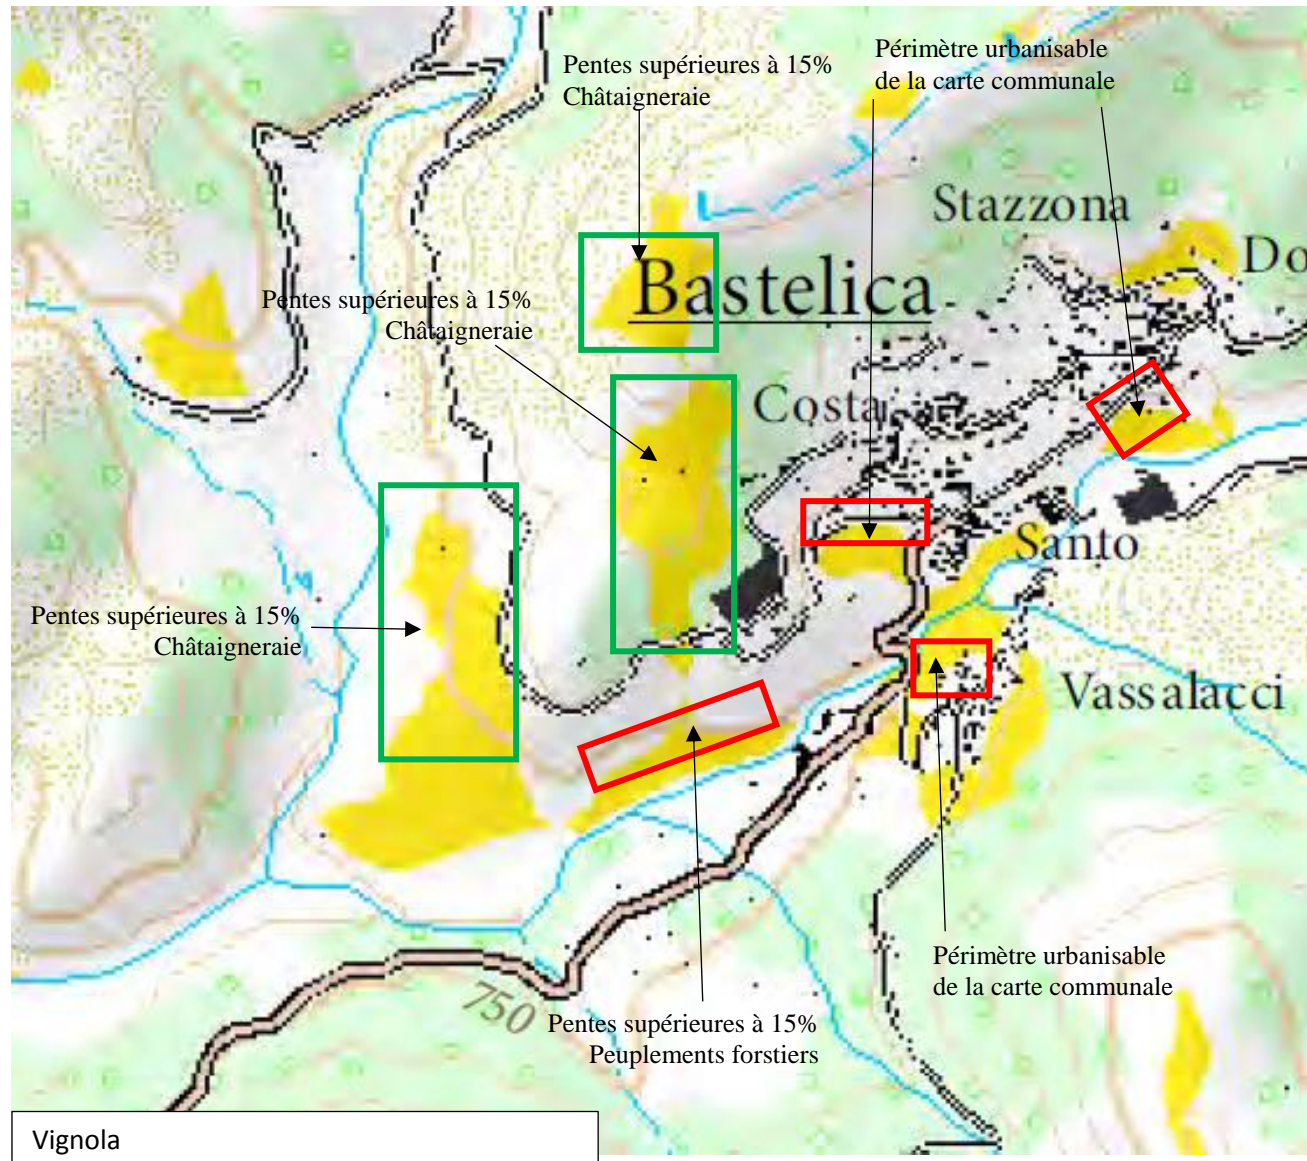 Pentes supérieures à 15%
Châtaigneraie
Périmètre urbanisable
de la carte communale
Stazzona
Do
Bastelica
Pentes supérieures à 15%
Châtaigneraie
Costa
Santo
Pentes supérieures à 15%
Châtaigneraie
Vassalacci
Périmètre urbanisable
de la carte communale
750
Pentes supérieures à 15%
Peuplements forstiers
Vignola